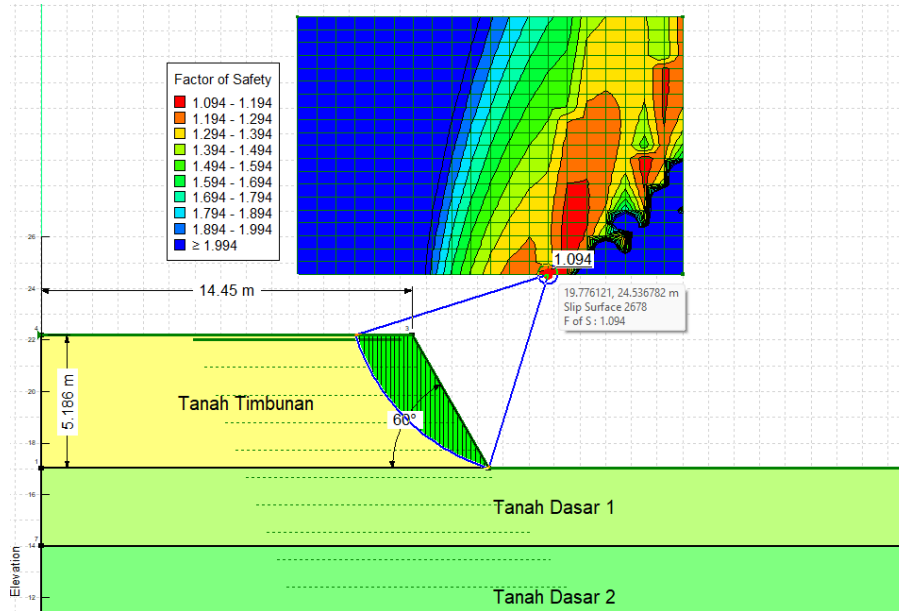 Factor of Safety
1.094 - 1.194
1.194 - 1.294
1.294 - 1.394
1.394 - 1.494
1.494 - 1.594
1.594 - 1.694
1.694 - 1.794
1.794 - 1.894
1.894 - 1.994
≥ 1.994
1.094
19.776121, 24.536782 m
Slip Surface 2678
F of S : 1.094
26
24
22
20
18
16
14
12
Elevation
14.45 m
4
3
5.186 m
Tanah Timbunan
60°
1
Tanah Dasar 1
7
Tanah Dasar 2